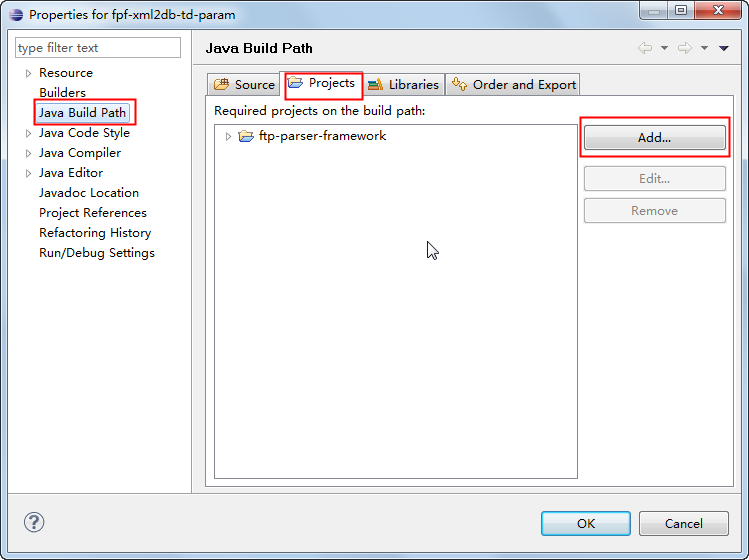 Properties for fpf-xml2db-td-param
type filter text
Resource
Builders
Java Build Path
Java Code Style
Java Compiler
Java Editor
Javadoc Location
Project References
Refactoring History
Run/Debug Settings
Java Build Path
Source Projects Libraries Order and Export
Required projects on the build path:
ftp-parser-framework
Add...
Edit...
Remove
?
OK Cancel